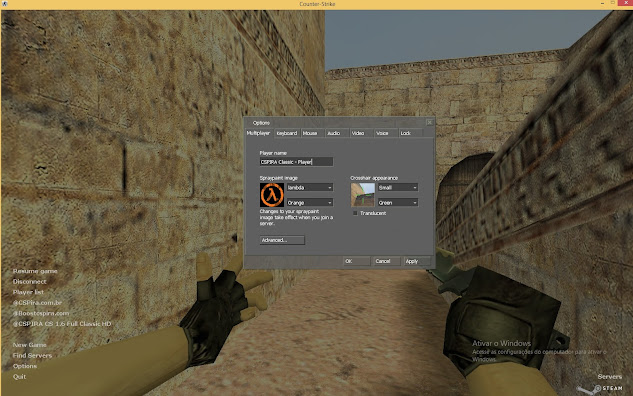 Counter-Strike
Options
Multiplayer Keyboard Mouse Audio Video Voice Lock
Player name
CSPIRA Classic - Player
Spraypaint image
Crosshair appearance
lambda
Small
Orange
Green
Changes to your spraypaint
image take effect when you join a
server.
Translucent
Advanced...
OK Cancel Apply
Resume game
Disconnect
Player list
@CSPira.com.br
@Boostcspira.com
@CSPIRA CS 1.6 Full Classic HD
New Game
Find Servers
Options
Quit
Ativar o Windows
Acesse as configurações do computador para ativar o
Windows.
Servers
STEAM